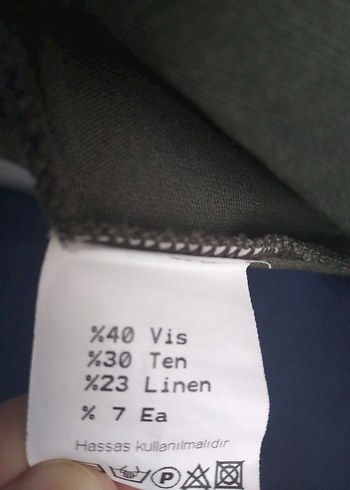 %40 Vis
%30 Ten
%23 Linen
% 7 Ea
Hassas kullanılmalıdır
P